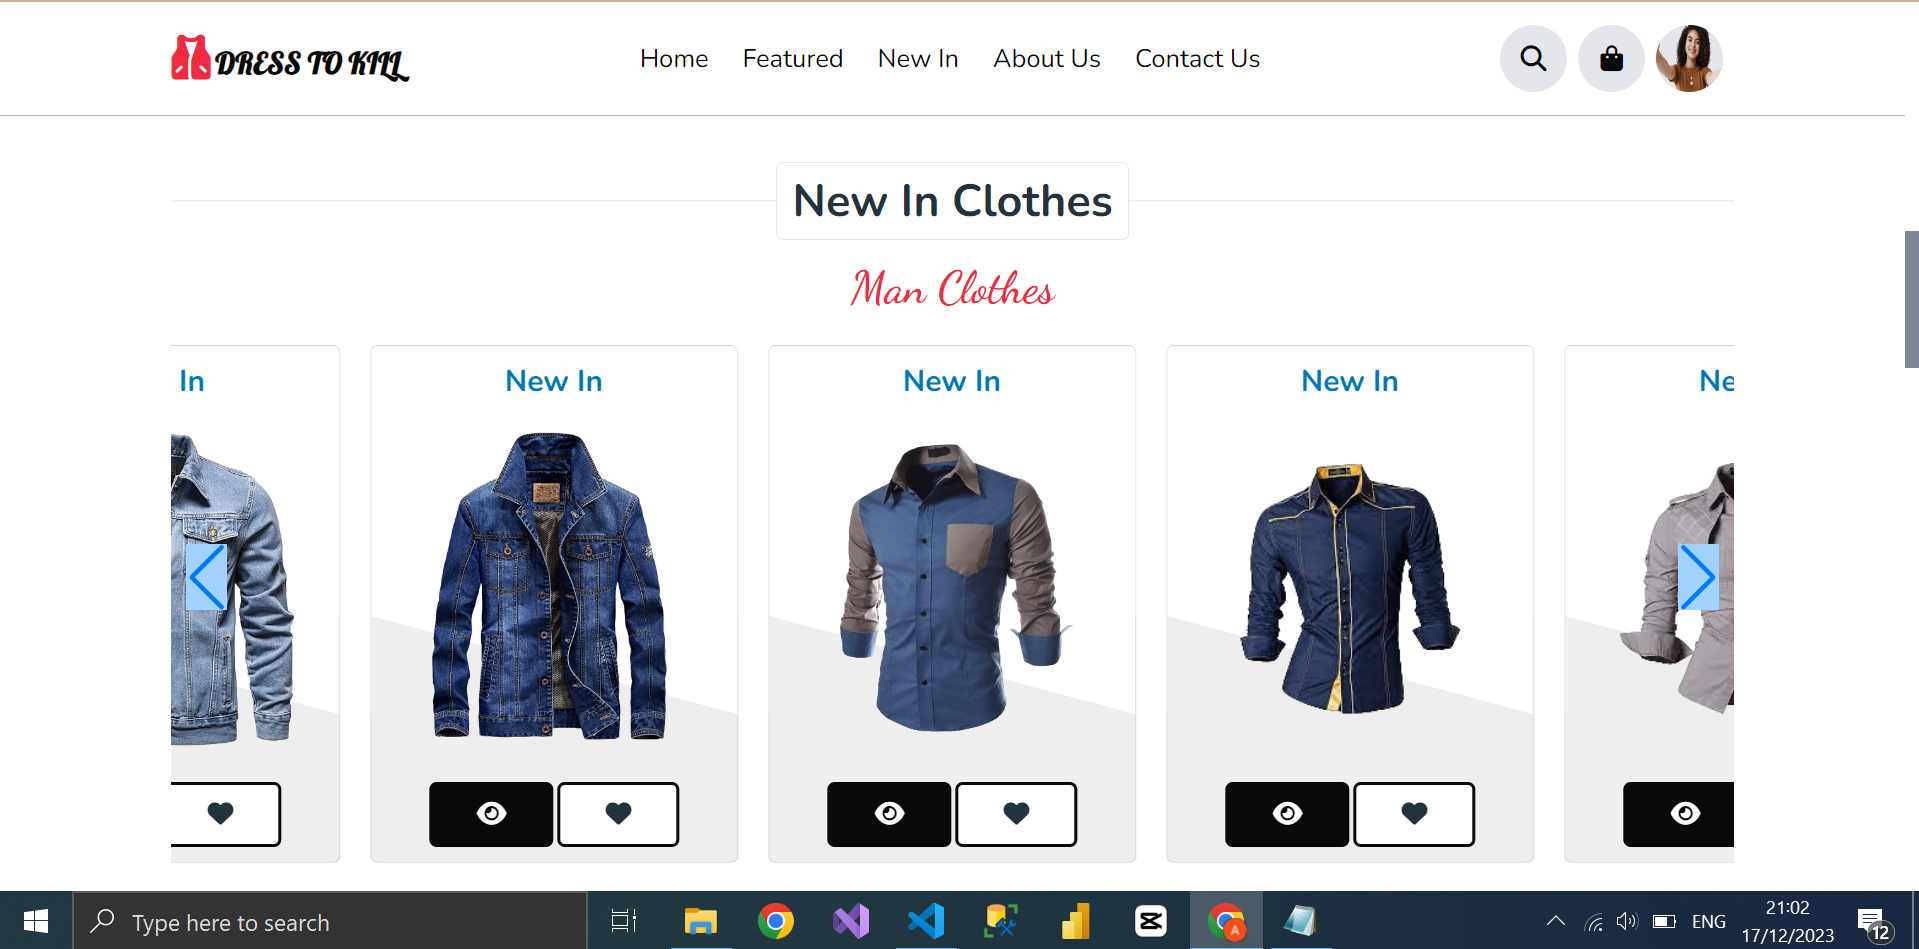 DRESS TO KILL
Home Featured New In About Us Contact Us
New In Clothes
Man Clothes
In New In New In New In Ne
Type here to search
A
ENG
21:02
17/12/2023
12